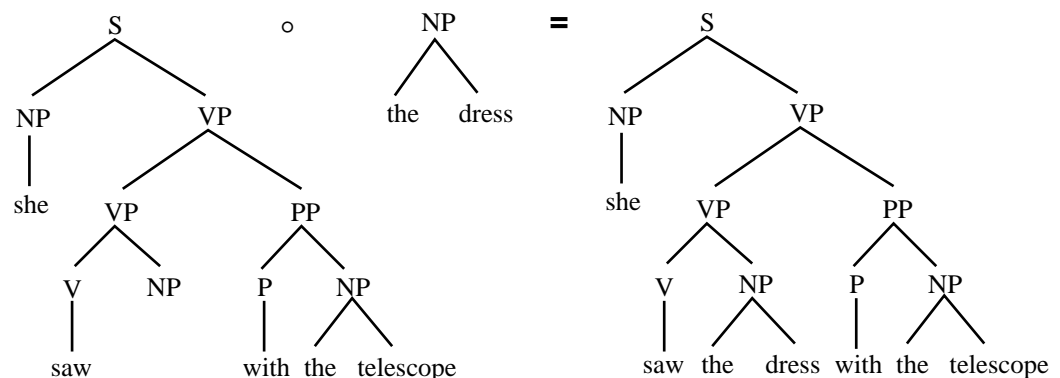 S ∘ NP = S
NP VP the dress NP VP
she VP PP she VP PP
V NP P NP V NP P NP
saw with the telescope saw the dress with the telescope